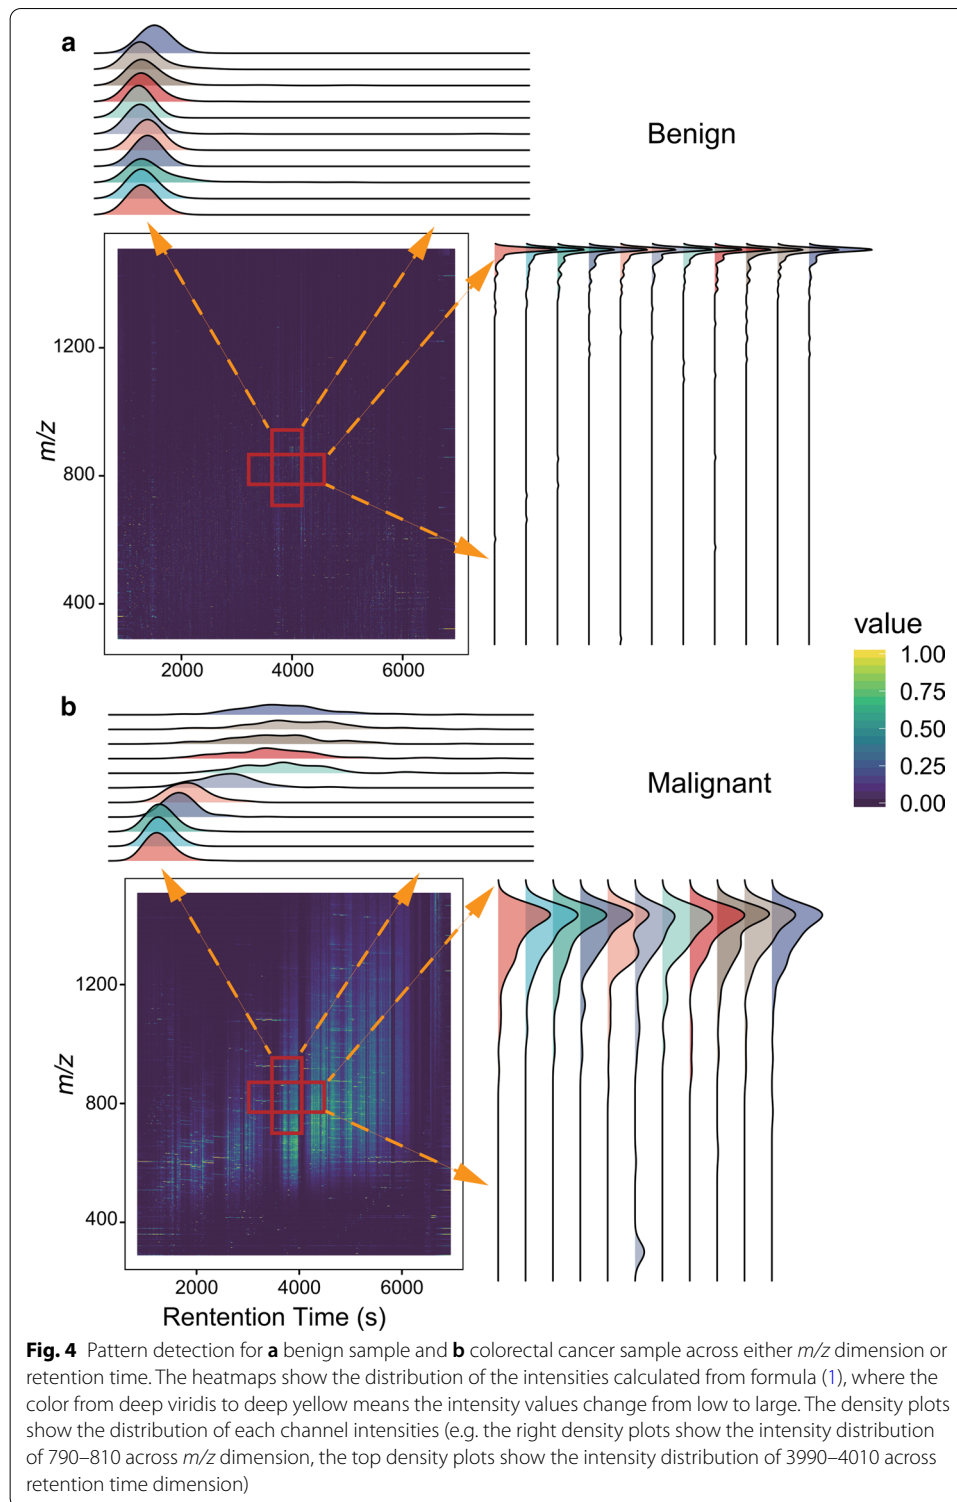 a
Benign
1200
m/z
800
400
2000
4000
6000
value
1.00
0.75
0.50
0.25
0.00
b
Malignant
1200
m/z
800
400
2000
4000
6000
Rentention Time (s)
Fig. 4 Pattern detection for a benign sample and b colorectal cancer sample across either m/z dimension or
retention time. The heatmaps show the distribution of the intensities calculated from formula (1), where the
color from deep viridis to deep yellow means the intensity values change from low to large. The density plots
show the distribution of each channel intensities (e.g. the right density plots show the intensity distribution
of 790–810 across m/z dimension, the top density plots show the intensity distribution of 3990–4010 across
retention time dimension)